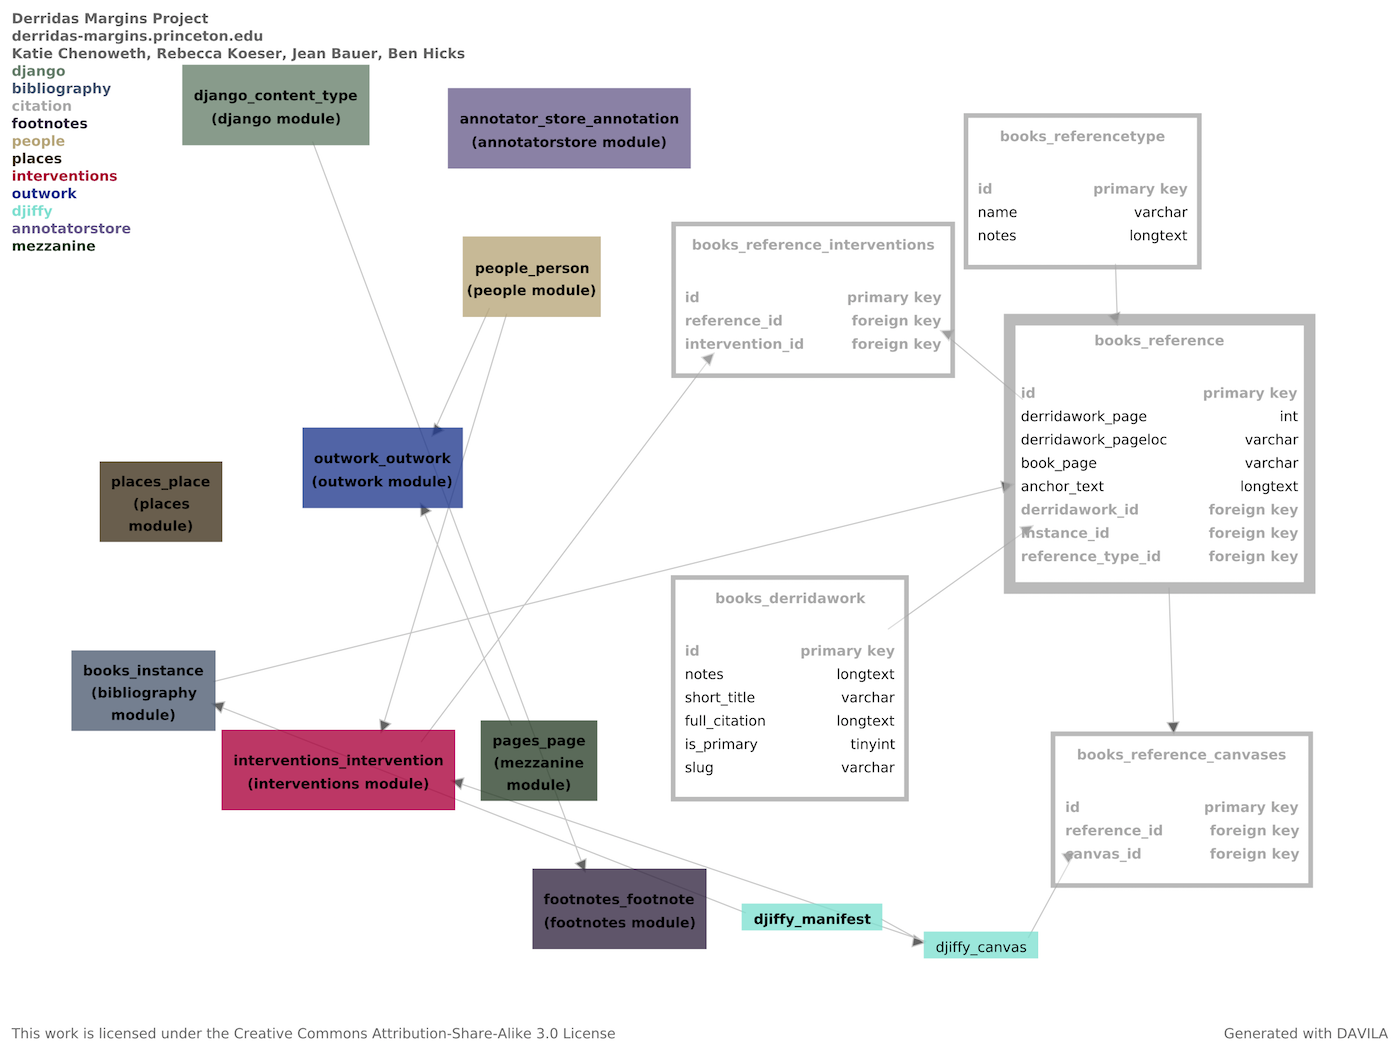 Derridas Margins Project
derridas-margins.princeton.edu
Katie Chenoweth, Rebecca Koeser, Jean Bauer, Ben Hicks
django
bibliography
citation
footnotes
people
places
interventions
outwork
djiffy
annotatorstore
mezzanine
django_content_type
(django module)
annotator_store_annotation
(annotatorstore module)
books_referencetype
id primary key
name varchar
notes longtext
people_person
(people module)
books_reference_interventions
id primary key
reference_id foreign key
intervention_id foreign key
books_reference
id primary key
derridawork_page int
derridawork_pageloc varchar
book_page varchar
anchor_text longtext
derridawork_id foreign key
instance_id foreign key
reference_type_id foreign key
outwork_outwork
(outwork module)
places_place
(places
module)
books_derridawork
id primary key
notes longtext
short_title varchar
full_citation longtext
is_primary tinyint
slug varchar
books_instance
(bibliography
module)
interventions_intervention
(interventions module)
pages_page
(mezzanine
module)
books_reference_canvases
id primary key
reference_id foreign key
canvas_id foreign key
footnotes_footnote
(footnotes module)
djiffy_manifest
djiffy_canvas
This work is licensed under the Creative Commons Attribution-Share-Alike 3.0 License
Generated with DAVILA